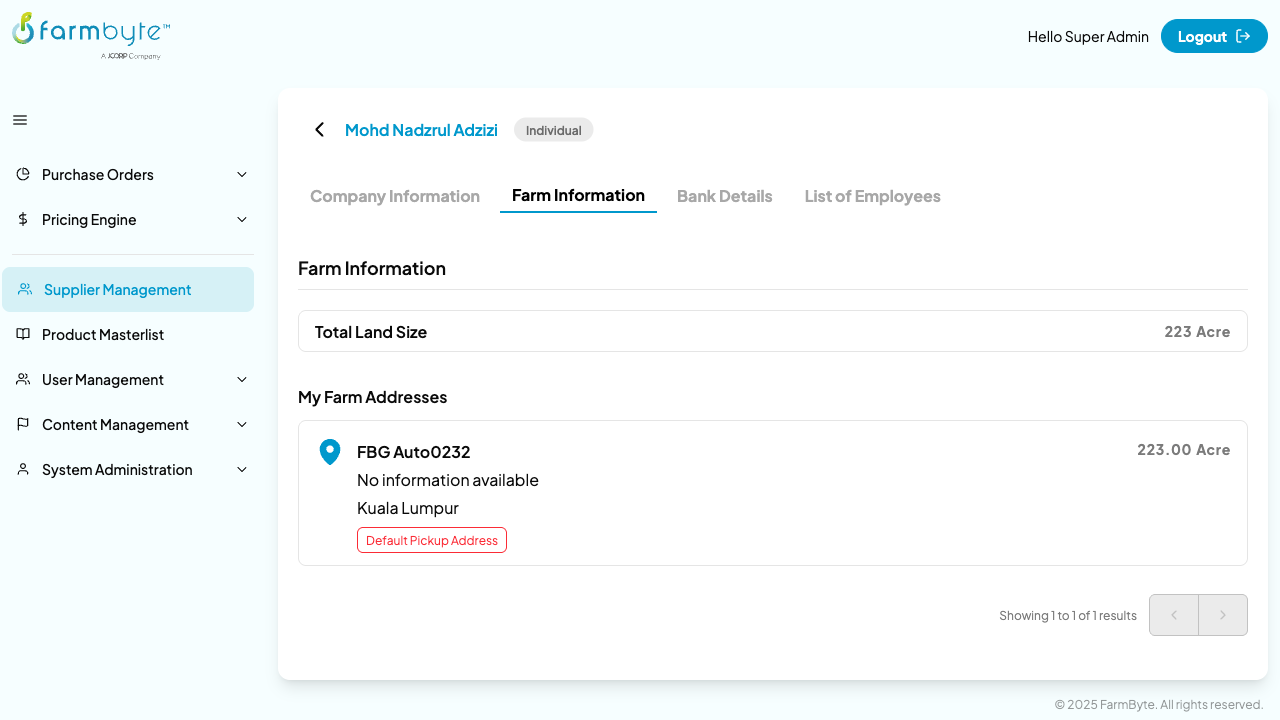 farmbyte™
A JCORP Company
Hello Super Admin
Logout
Mohd Nadzrul Adzizi
Individual
Purchase Orders
Pricing Engine
Supplier Management
Product Masterlist
User Management
Content Management
System Administration
Company Information
Farm Information
Bank Details
List of Employees
Farm Information
Total Land Size
223 Acre
My Farm Addresses
FBG Auto0232
223.00 Acre
No information available
Kuala Lumpur
Default Pickup Address
Showing 1 to 1 of 1 results
© 2025 FarmByte. All rights reserved.